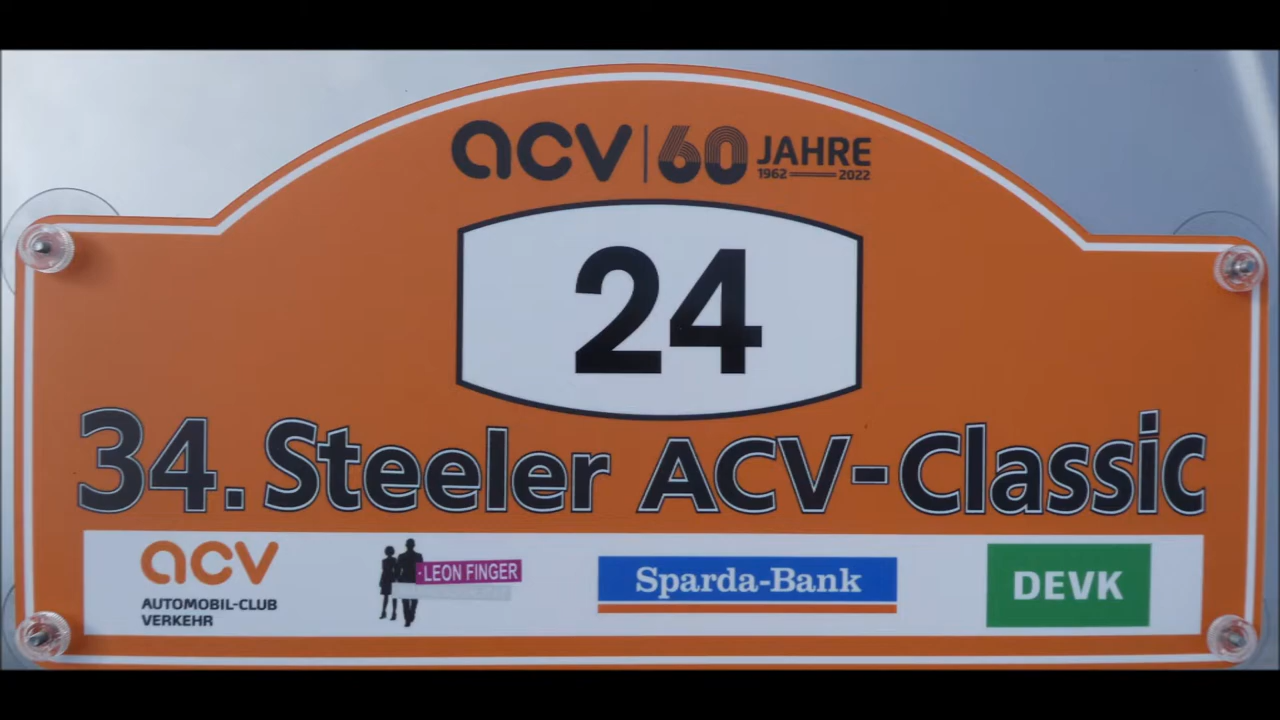 acv | 60 JAHRE
1962 2022
24
34. Steeler ACV-Classic
acv
AUTOMOBIL-CLUB
VERKEHR
LEON FINGER
Sparda-Bank
DEVK